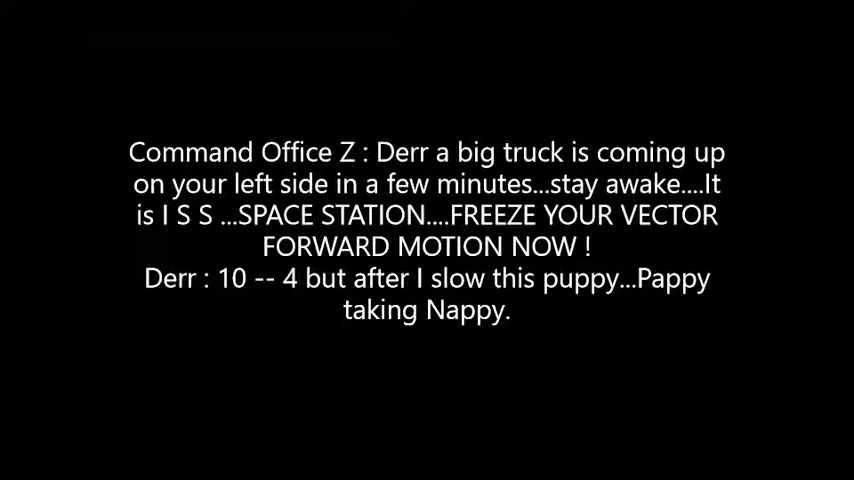 Command Office Z : Derr a big truck is coming up
on your left side in a few minutes...stay awake....It
is I S S ...SPACE STATION....FREEZE YOUR VECTOR
FORWARD MOTION NOW !
Derr : 10 -- 4 but after I slow this puppy...Pappy
taking Nappy.